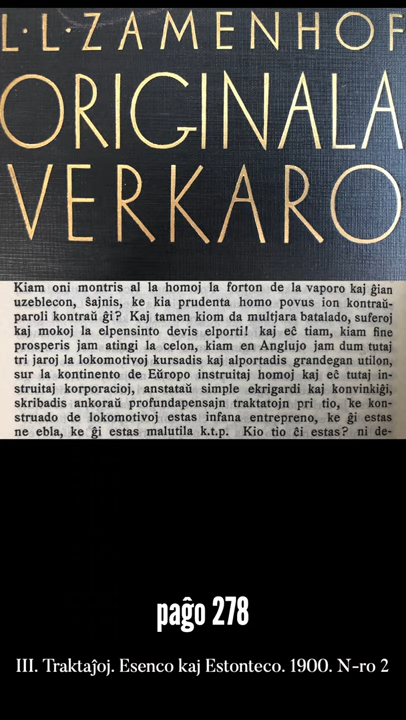 L·L·ZAMENHOF
ORIGINALA
VERKARO
Kiam oni montris al la homoj la forton de la vaporo kaj ĝian
uzeblecon, ŝajnis, ke kia prudenta homo povus ion kontraŭ-
paroli kontraŭ ĝi? Kaj tamen kiom da multjara batalado, suferoj
kaj mokoj la elpensinto devis elporti! kaj eĉ tiam, kiam fine
prosperis jam atingi la celon, kiam en Anglujo jam dum tutaj
tri jaroj la lokomotivoj kursadis kaj alportadis grandegan utilon,
sur la kontinento de Eŭropo instruitaj homoj kaj eĉ tutaj in-
struitaj korporacioj, anstataŭ simple ekrigardi kaj konvinkiĝi,
skribadis ankoraŭ profundapensajn traktatojn pri tio, ke kon-
struado de lokomotivoj estas infana entrepreno, ke ĝi estas
ne ebla, ke ĝi estas malutila k.t.p. Kio tio ĉi estas? ni de-
paĝo 278
III. Traktaĵoj. Esenco kaj Estonteco. 1900. N-ro 2